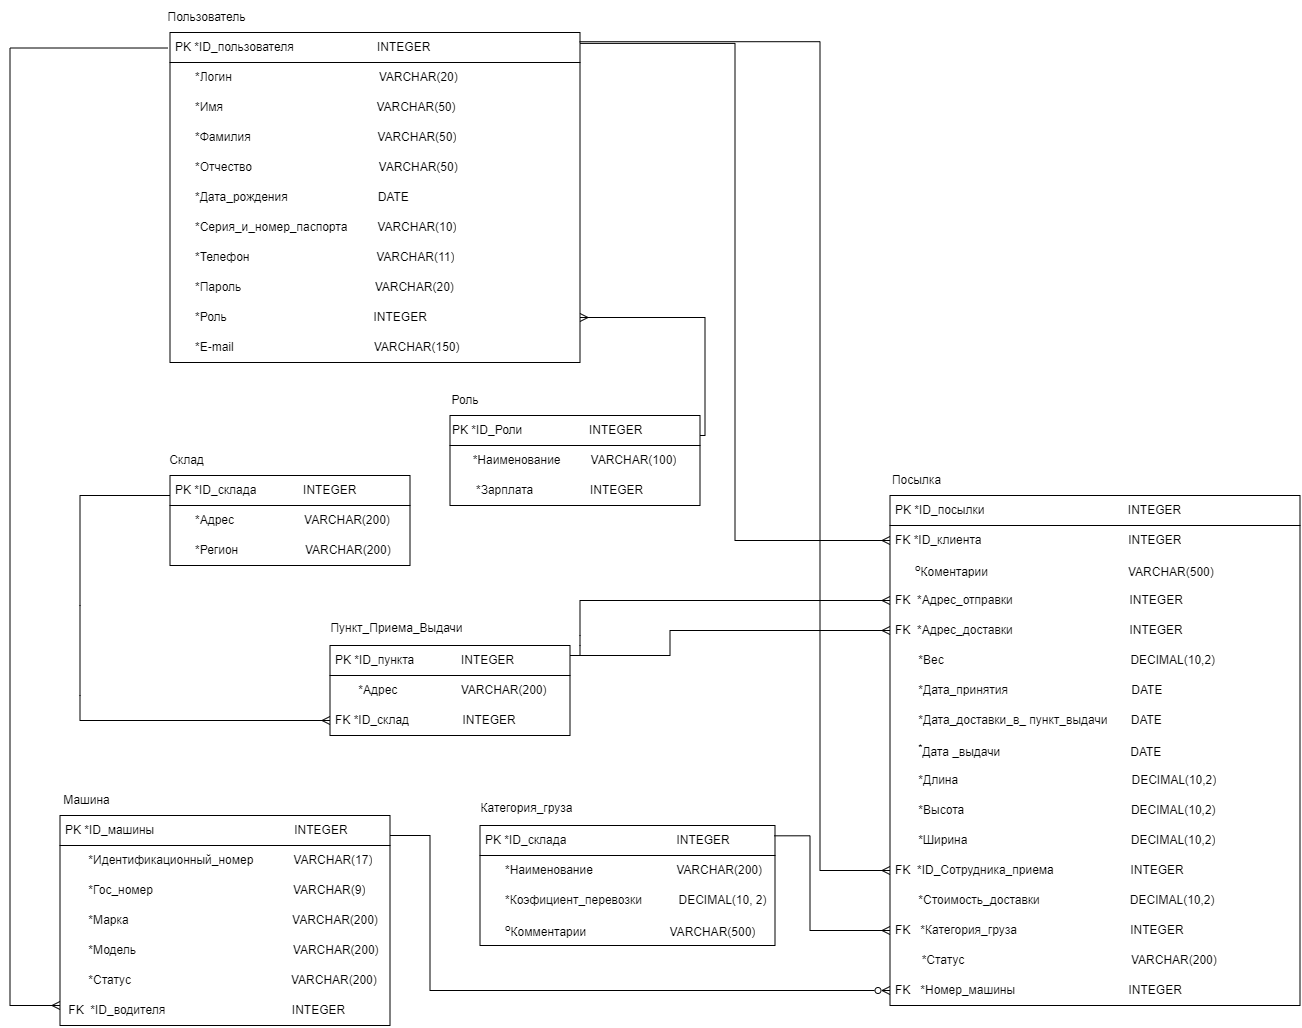 Пользователь
PK *ID_пользователя INTEGER
*Логин VARCHAR(20)
*Имя VARCHAR(50)
*Фамилия VARCHAR(50)
*Отчество VARCHAR(50)
*Дата_рождения DATE
*Серия_и_номер_паспорта VARCHAR(10)
*Телефон VARCHAR(11)
*Пароль VARCHAR(20)
*Роль INTEGER
*E-mail VARCHAR(150)
Роль
PK *ID_Роли INTEGER
*Наименование VARCHAR(100)
*Зарплата INTEGER
Склад
PK *ID_склада INTEGER
*Адрес VARCHAR(200)
*Регион VARCHAR(200)
Пункт_Приема_Выдачи
PK *ID_пункта INTEGER
*Адрес VARCHAR(200)
FK *ID_склад INTEGER
Посылка
PK *ID_посылки INTEGER
FK *ID_клиента INTEGER
oКоментарии VARCHAR(500)
FK *Адрес_отправки INTEGER
FK *Адрес_доставки INTEGER
*Вес DECIMAL(10,2)
*Дата_принятия DATE
*Дата_доставки_в_ пункт_выдачи DATE
*Дата _выдачи DATE
*Длина DECIMAL(10,2)
*Высота DECIMAL(10,2)
*Ширина DECIMAL(10,2)
FK *ID_Сотрудника_приема INTEGER
*Стоимость_доставки DECIMAL(10,2)
FK *Категория_груза INTEGER
*Статус VARCHAR(200)
FK *Номер_машины INTEGER
Машина
PK *ID_машины INTEGER
*Идентификационный_номер VARCHAR(17)
*Гос_номер VARCHAR(9)
*Марка VARCHAR(200)
*Модель VARCHAR(200)
*Статус VARCHAR(200)
FK *ID_водителя INTEGER
Категория_груза
PK *ID_склада INTEGER
*Наименование VARCHAR(200)
*Коэфициент_перевозки DECIMAL(10, 2)
oКомментарии VARCHAR(500)